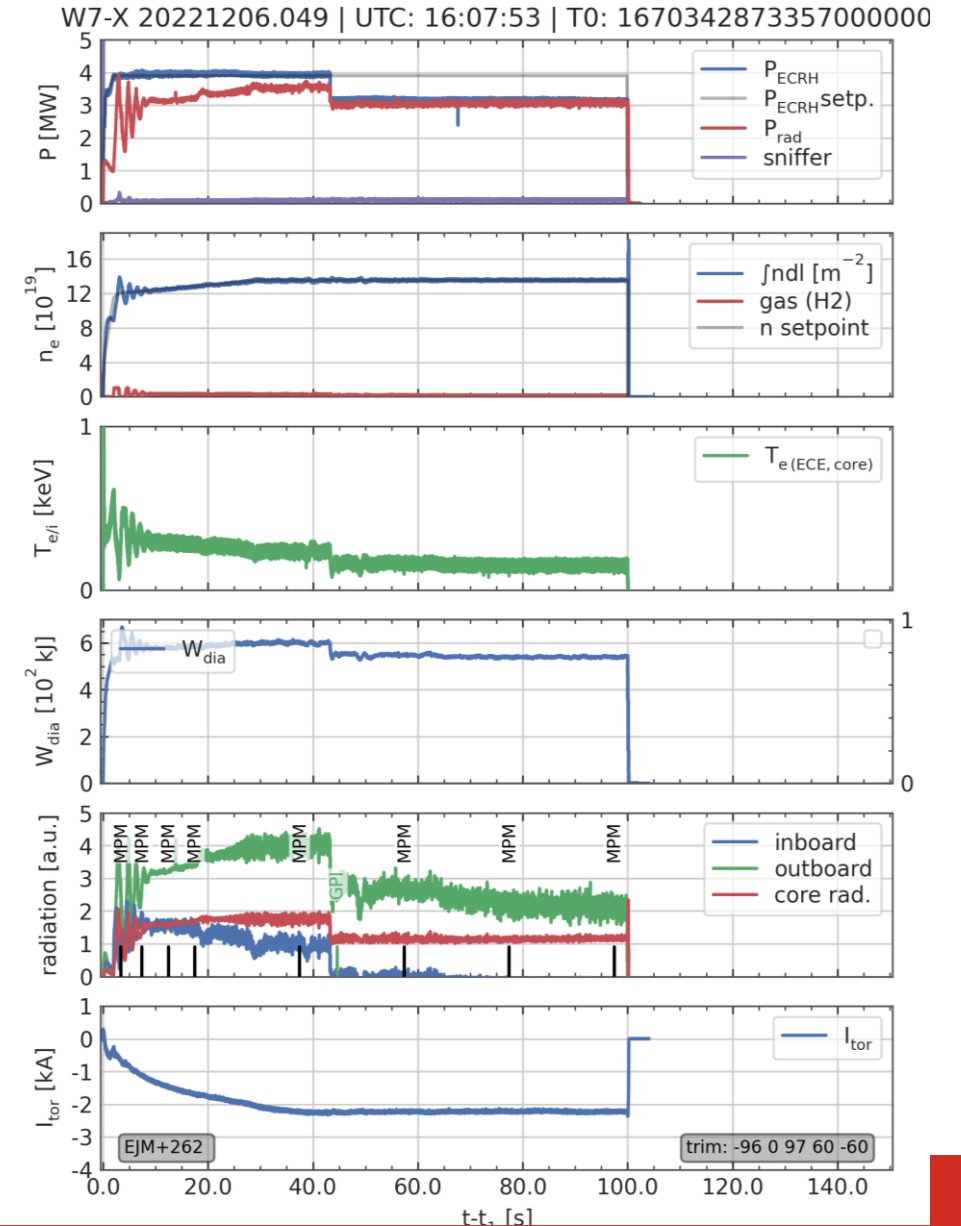 W7-X 20221206.049 | UTC: 16:07:53 | T0: 1670342873357000000
P [MW]
5
4
3
2
1
0
P_ECRH
P_ECRH setp.
P_rad
sniffer
n_e [10^19]
16
12
8
4
0
∫ndl [m^−2]
gas (H2)
n setpoint
T_e/i [keV]
1
0
T_e (ECE, core)
W_dia [10^2 kJ]
6
4
2
0
W_dia
1
0
radiation [a.u.]
5
4
3
2
1
0
MPM MPM MPM MPM MPM GPI MPM MPM MPM
inboard
outboard
core rad.
I_tor [kA]
1
0
-1
-2
-3
-4
I_tor
EJM+262
trim: -96 0 97 60 -60
0.0 20.0 40.0 60.0 80.0 100.0 120.0 140.0
[s]